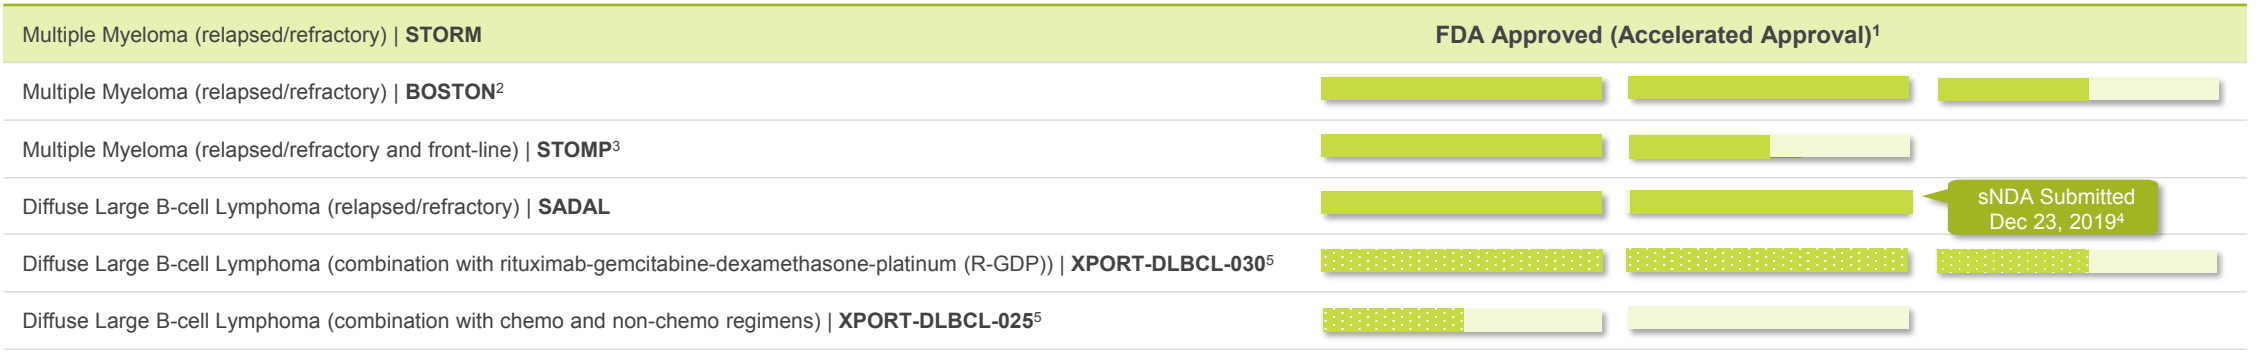 Multiple Myeloma (relapsed/refractory) | STORM
FDA Approved (Accelerated Approval)1
Multiple Myeloma (relapsed/refractory) | BOSTON2
Multiple Myeloma (relapsed/refractory and front-line) | STOMP3
Diffuse Large B-cell Lymphoma (relapsed/refractory) | SADAL
sNDA Submitted
Dec 23, 20194
Diffuse Large B-cell Lymphoma (combination with rituximab-gemcitabine-dexamethasone-platinum (R-GDP)) | XPORT-DLBCL-0305
Diffuse Large B-cell Lymphoma (combination with chemo and non-chemo regimens) | XPORT-DLBCL-0255